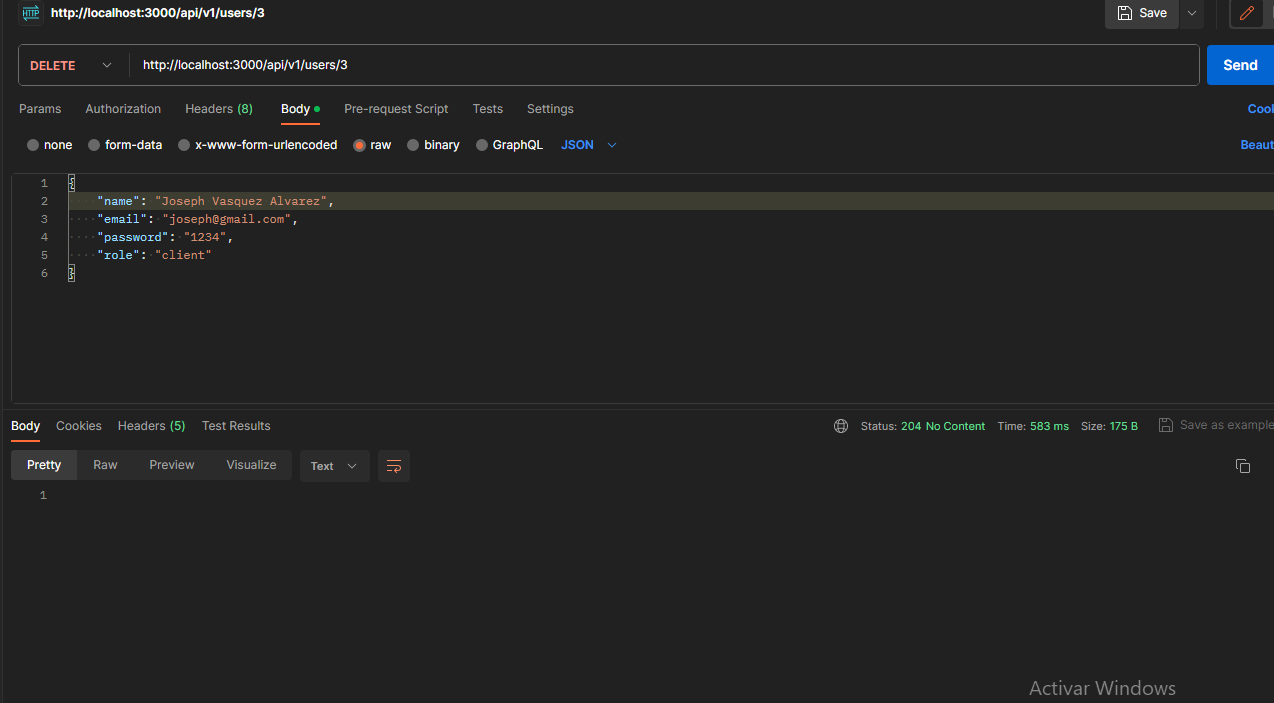 HTTP http://localhost:3000/api/v1/users/3 Save
DELETE http://localhost:3000/api/v1/users/3 Send
Params Authorization Headers (8) Body Pre-request Script Tests Settings Cool
none form-data x-www-form-urlencoded raw binary GraphQL JSON Beaut
1 {
2 "name": "Joseph Vasquez Alvarez",
3 "email": "joseph@gmail.com",
4 "password": "1234",
5 "role": "client"
6 }
Body Cookies Headers (5) Test Results Status: 204 No Content Time: 583 ms Size: 175 B Save as example
Pretty Raw Preview Visualize Text
1
Activar Windows